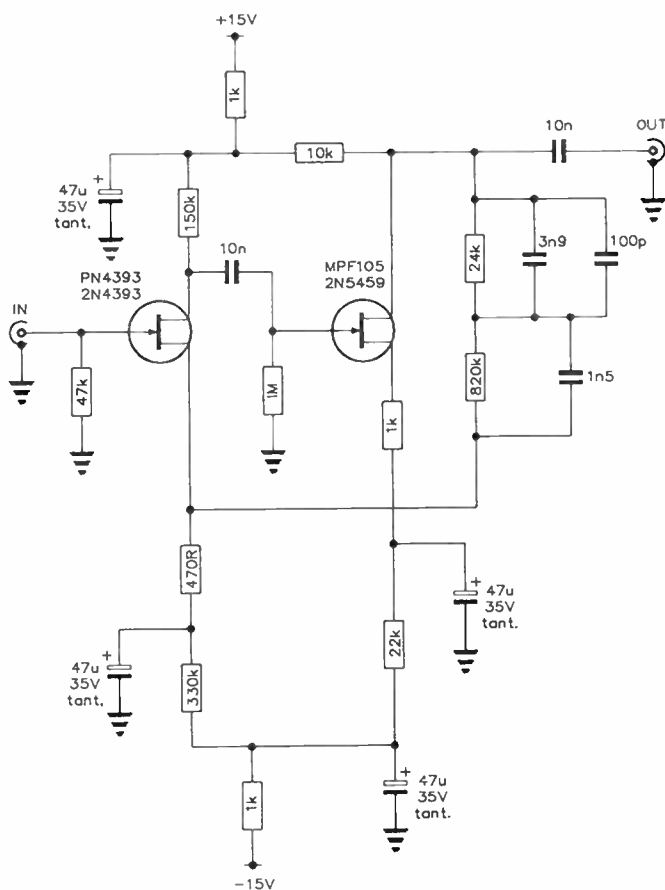 +15V
1k
10k
10n
OUT
+
47u
35V
tant.
150k
10n
PN4393
2N4393
MPF105
2N5459
24k
3n9
100p
IN
47k
1M
1k
820k
1n5
470R
+
47u
35V
tant.
+
47u
35V
tant.
330k
22k
1k
+
47u
35V
tant.
-15V